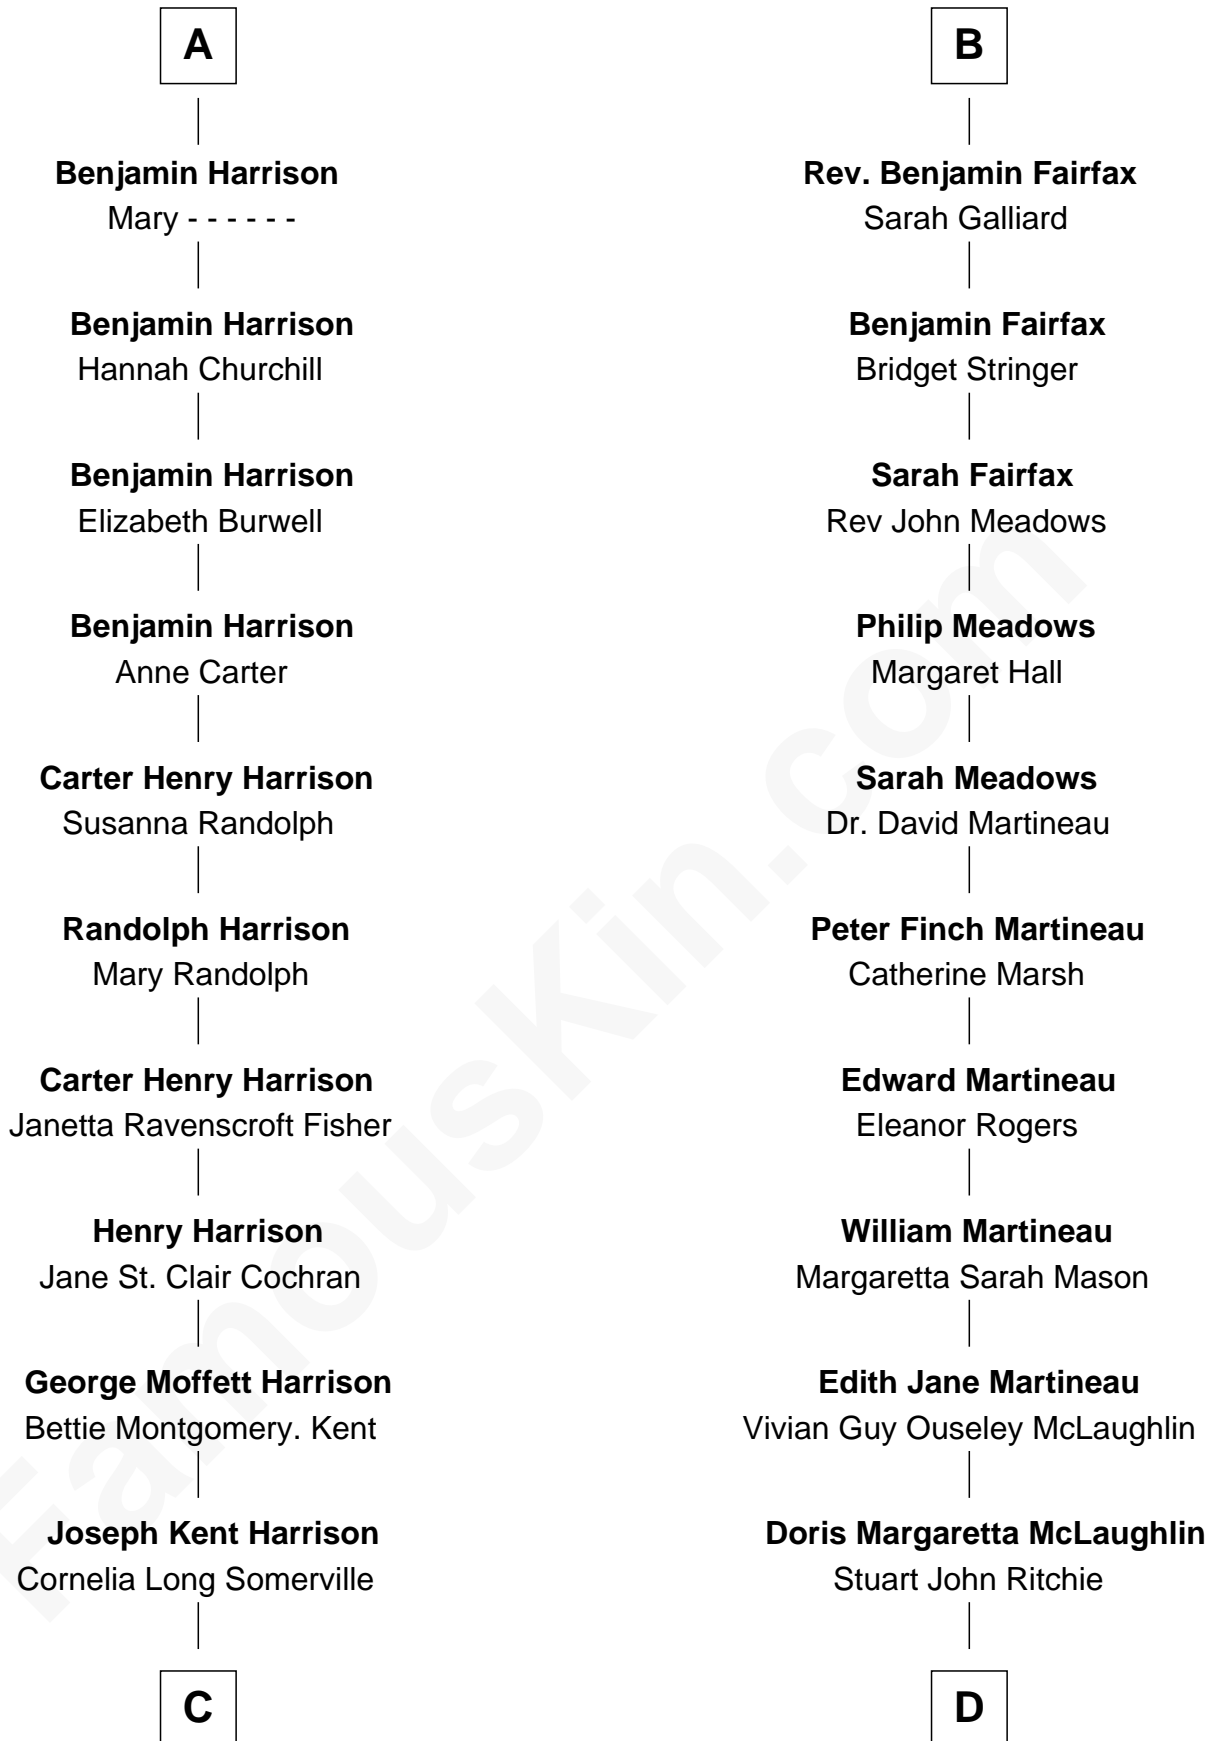 A
Benjamin Harrison
Mary - - - - - -
Benjamin Harrison
Hannah Churchill
Benjamin Harrison
Elizabeth Burwell
Benjamin Harrison
Anne Carter
Carter Henry Harrison
Susanna Randolph
Randolph Harrison
Mary Randolph
Carter Henry Harrison
Janetta Ravenscroft Fisher
Henry Harrison
Jane St. Clair Cochran
George Moffett Harrison
Bettie Montgomery. Kent
Joseph Kent Harrison
Cornelia Long Somerville
C
B
Rev. Benjamin Fairfax
Sarah Galliard
Benjamin Fairfax
Bridget Stringer
Sarah Fairfax
Rev John Meadows
Philip Meadows
Margaret Hall
Sarah Meadows
Dr. David Martineau
Peter Finch Martineau
Catherine Marsh
Edward Martineau
Eleanor Rogers
William Martineau
Margaretta Sarah Mason
Edith Jane Martineau
Vivian Guy Ouseley McLaughlin
Doris Margaretta McLaughlin
Stuart John Ritchie
D
FamousKin.com